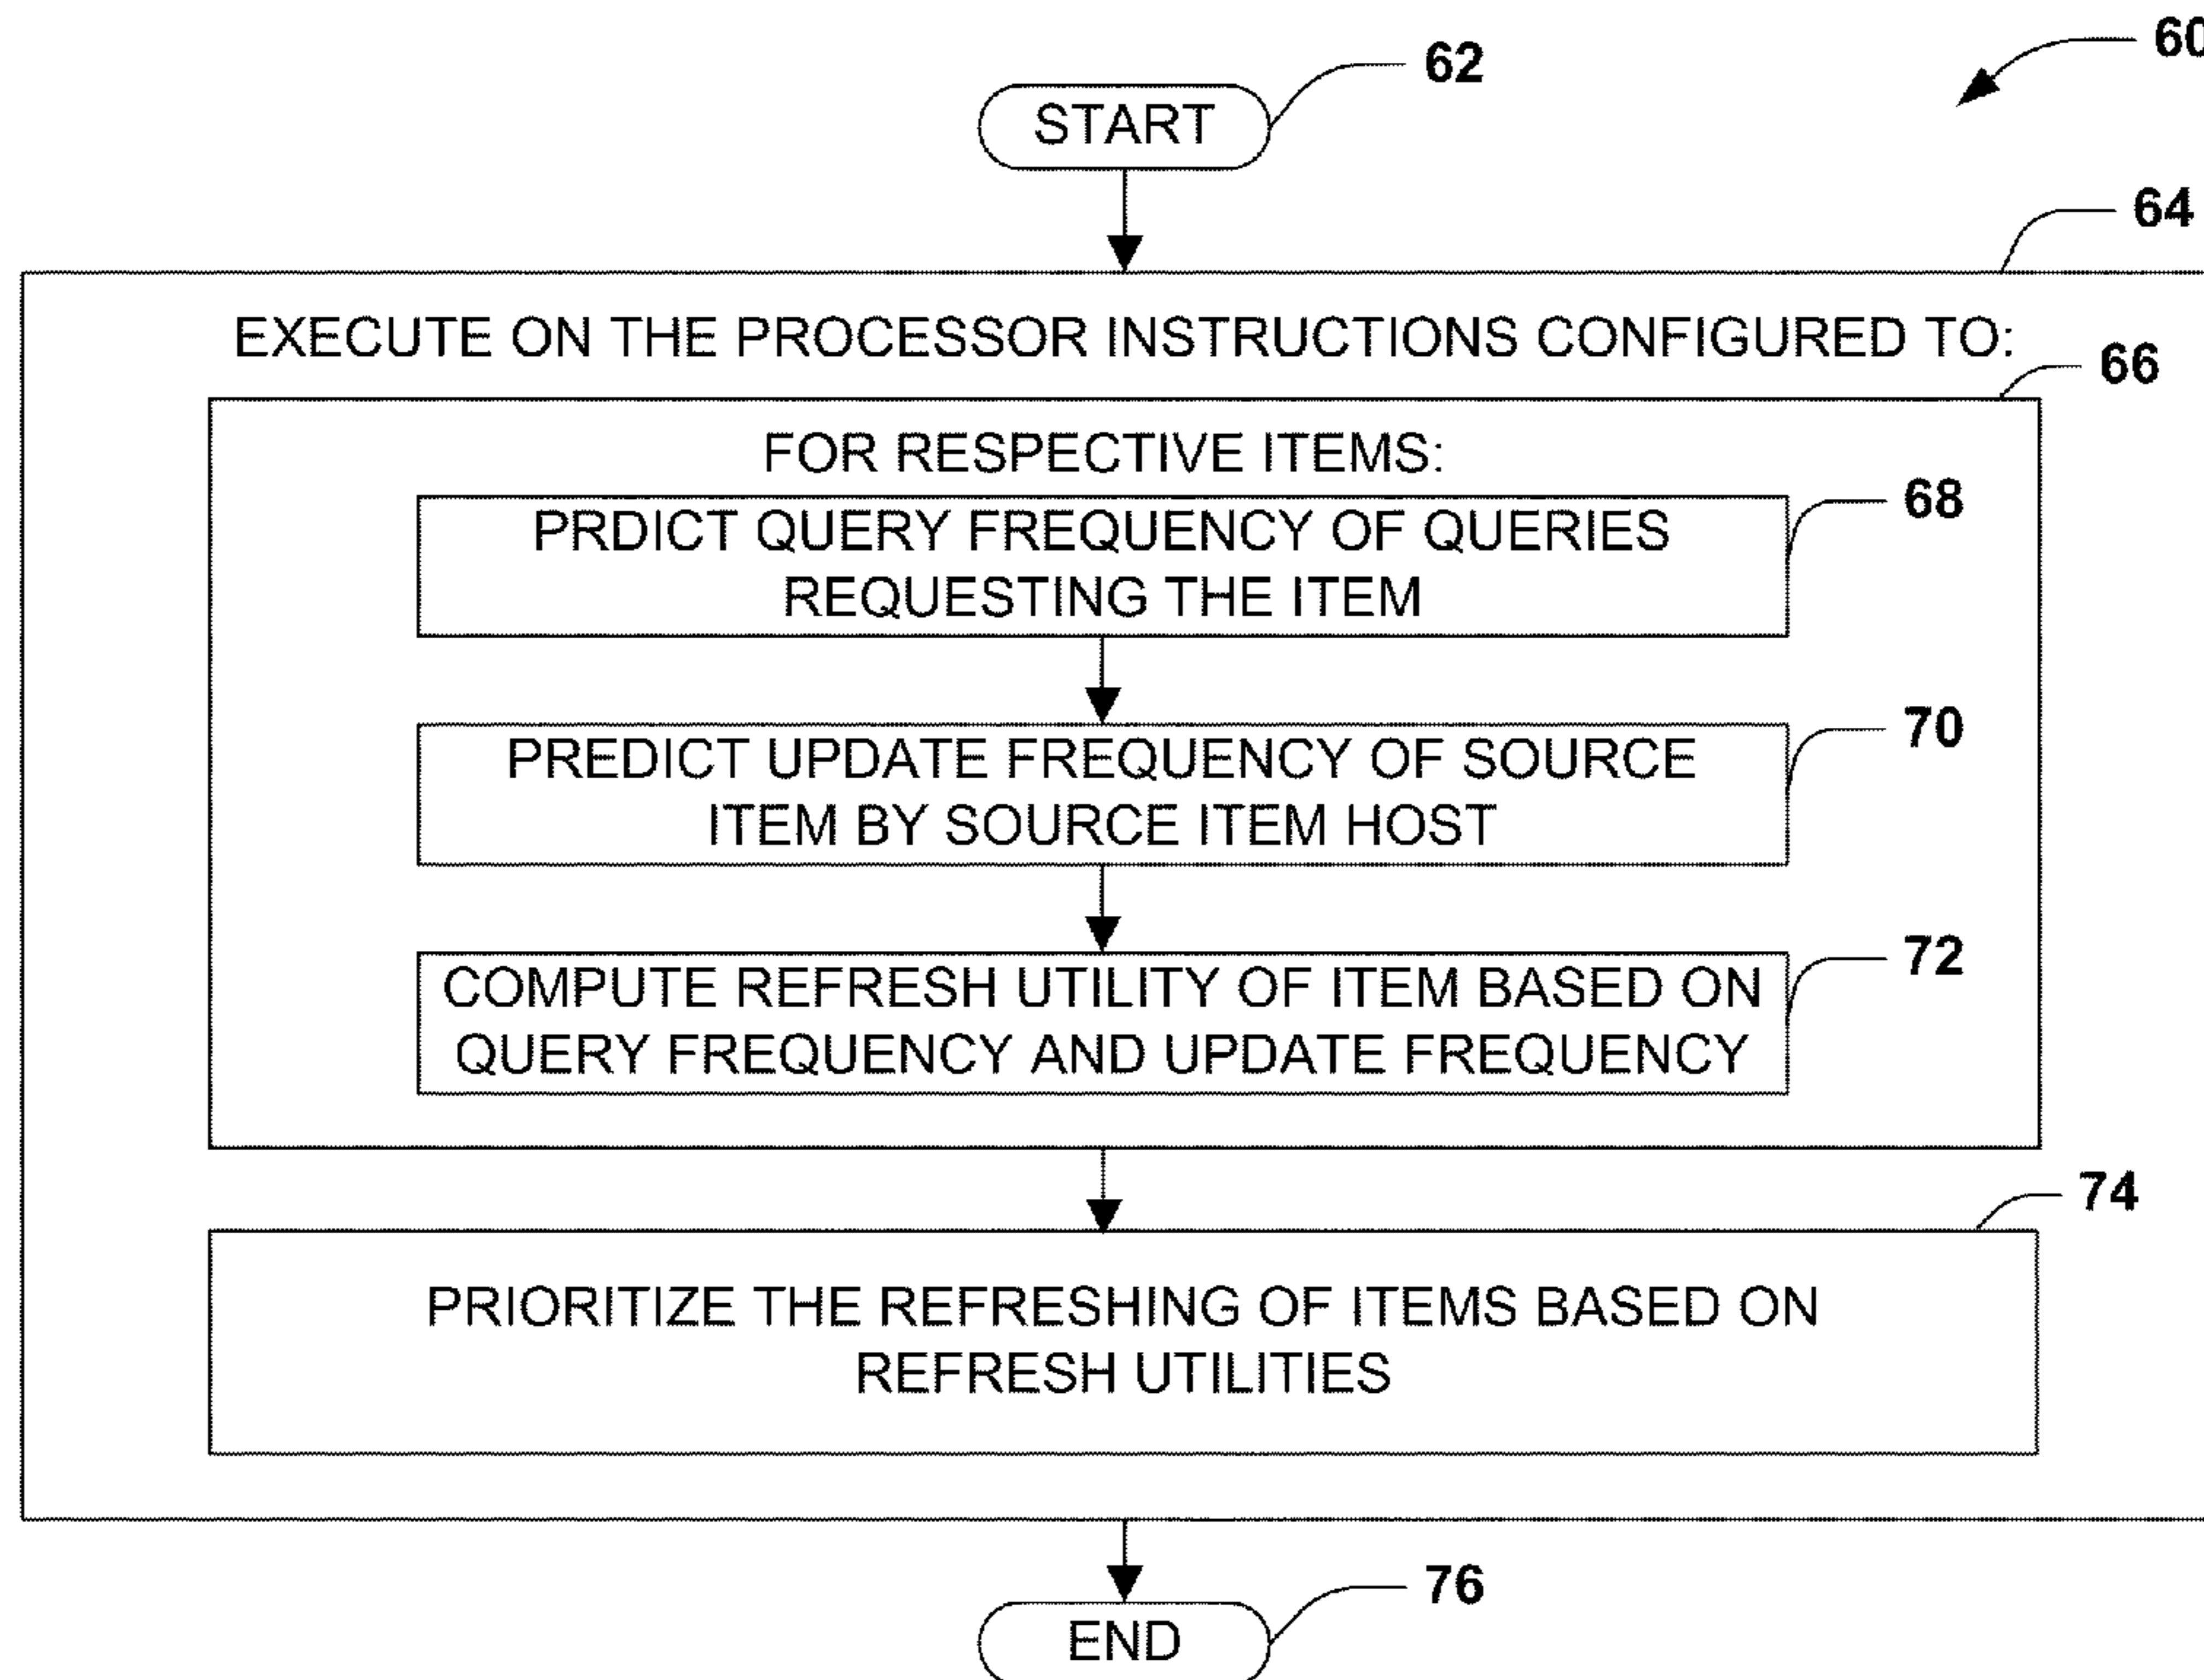 60
62
START
64
EXECUTE ON THE PROCESSOR INSTRUCTIONS CONFIGURED TO:
66
FOR RESPECTIVE ITEMS:
68
PRDICT QUERY FREQUENCY OF QUERIES
REQUESTING THE ITEM
70
PREDICT UPDATE FREQUENCY OF SOURCE
ITEM BY SOURCE ITEM HOST
72
COMPUTE REFRESH UTILITY OF ITEM BASED ON
QUERY FREQUENCY AND UPDATE FREQUENCY
74
PRIORITIZE THE REFRESHING OF ITEMS BASED ON
REFRESH UTILITIES
76
END